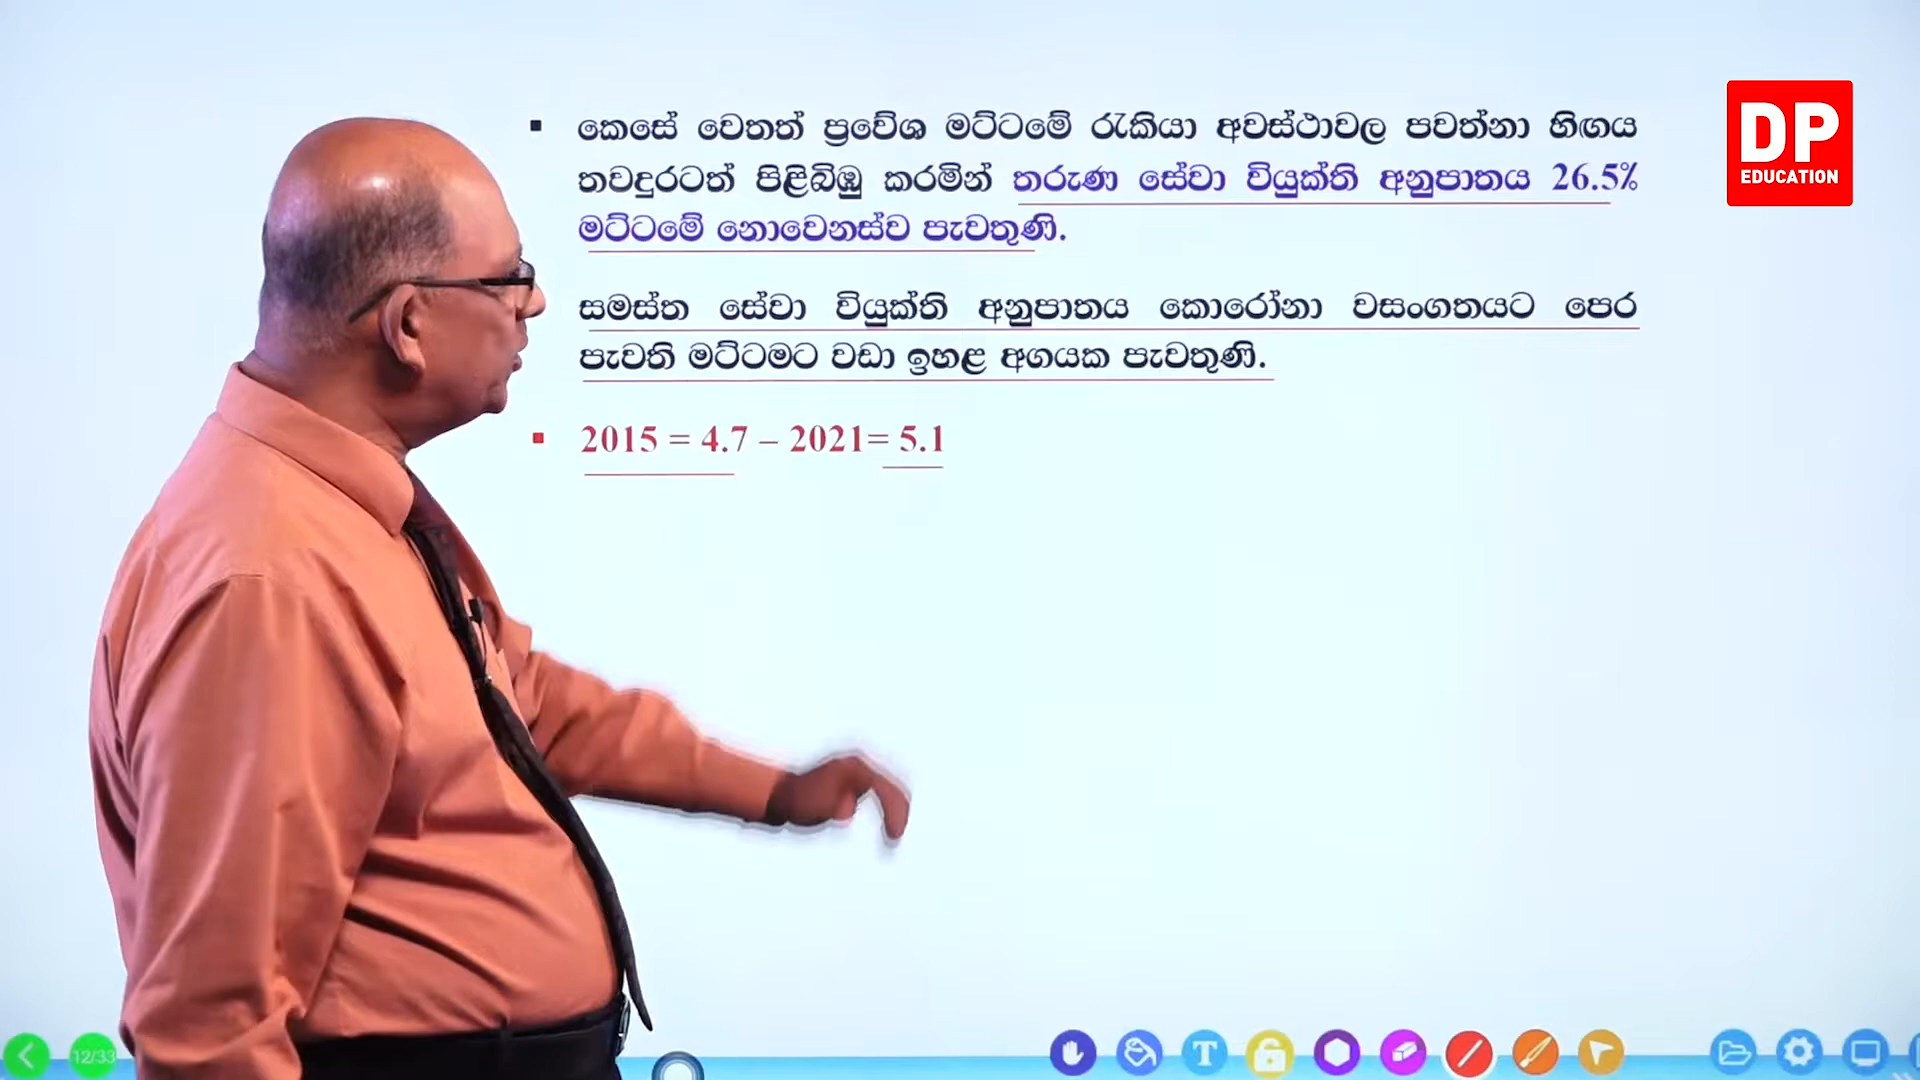 කෙසේ වෙතත් ප්‍රවේශ මට්ටමේ රැකියා අවස්ථාවල පවත්නා හිඟය
තවදුරටත් පිළිබිඹු කරමින් තරුණ සේවා වියුක්ති අනුපාතය 26.5%
මට්ටමේ නොවෙනස්ව පැවතුණි.
සමස්ත සේවා වියුක්ති අනුපාතය කොරෝනා වසංගතයට පෙර
පැවති මට්ටමට වඩා ඉහළ අගයක පැවතුණි.
2015 = 4.7 – 2021= 5.1
DP
EDUCATION
12/33
T